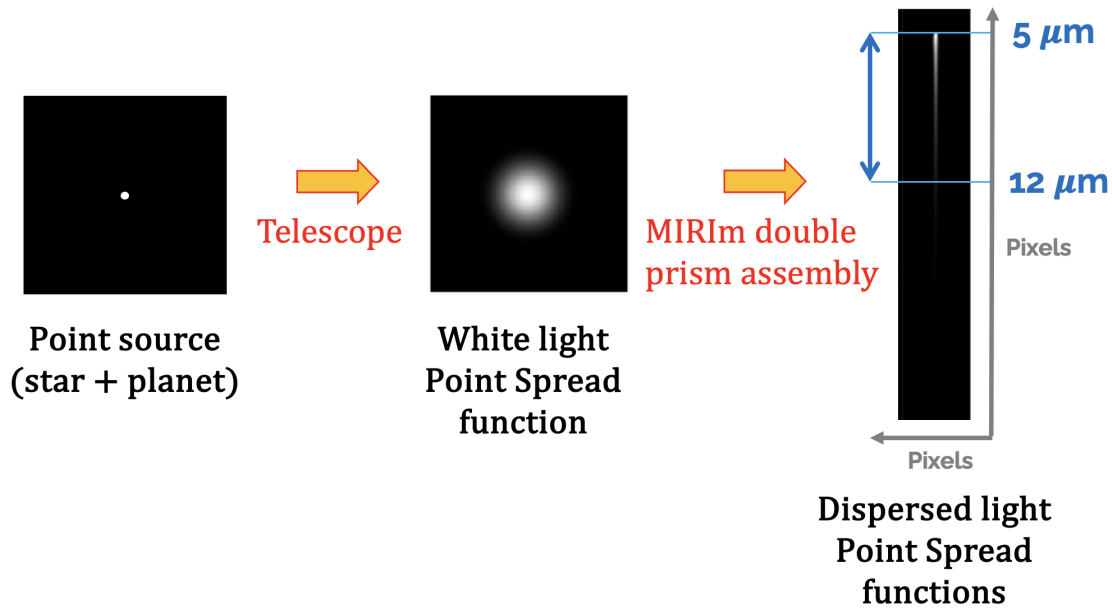 Telescope
MIRIm double
prism assembly
5 μm
12 μm
Pixels
Pixels
Point source
(star + planet)
White light
Point Spread
function
Dispersed light
Point Spread
functions